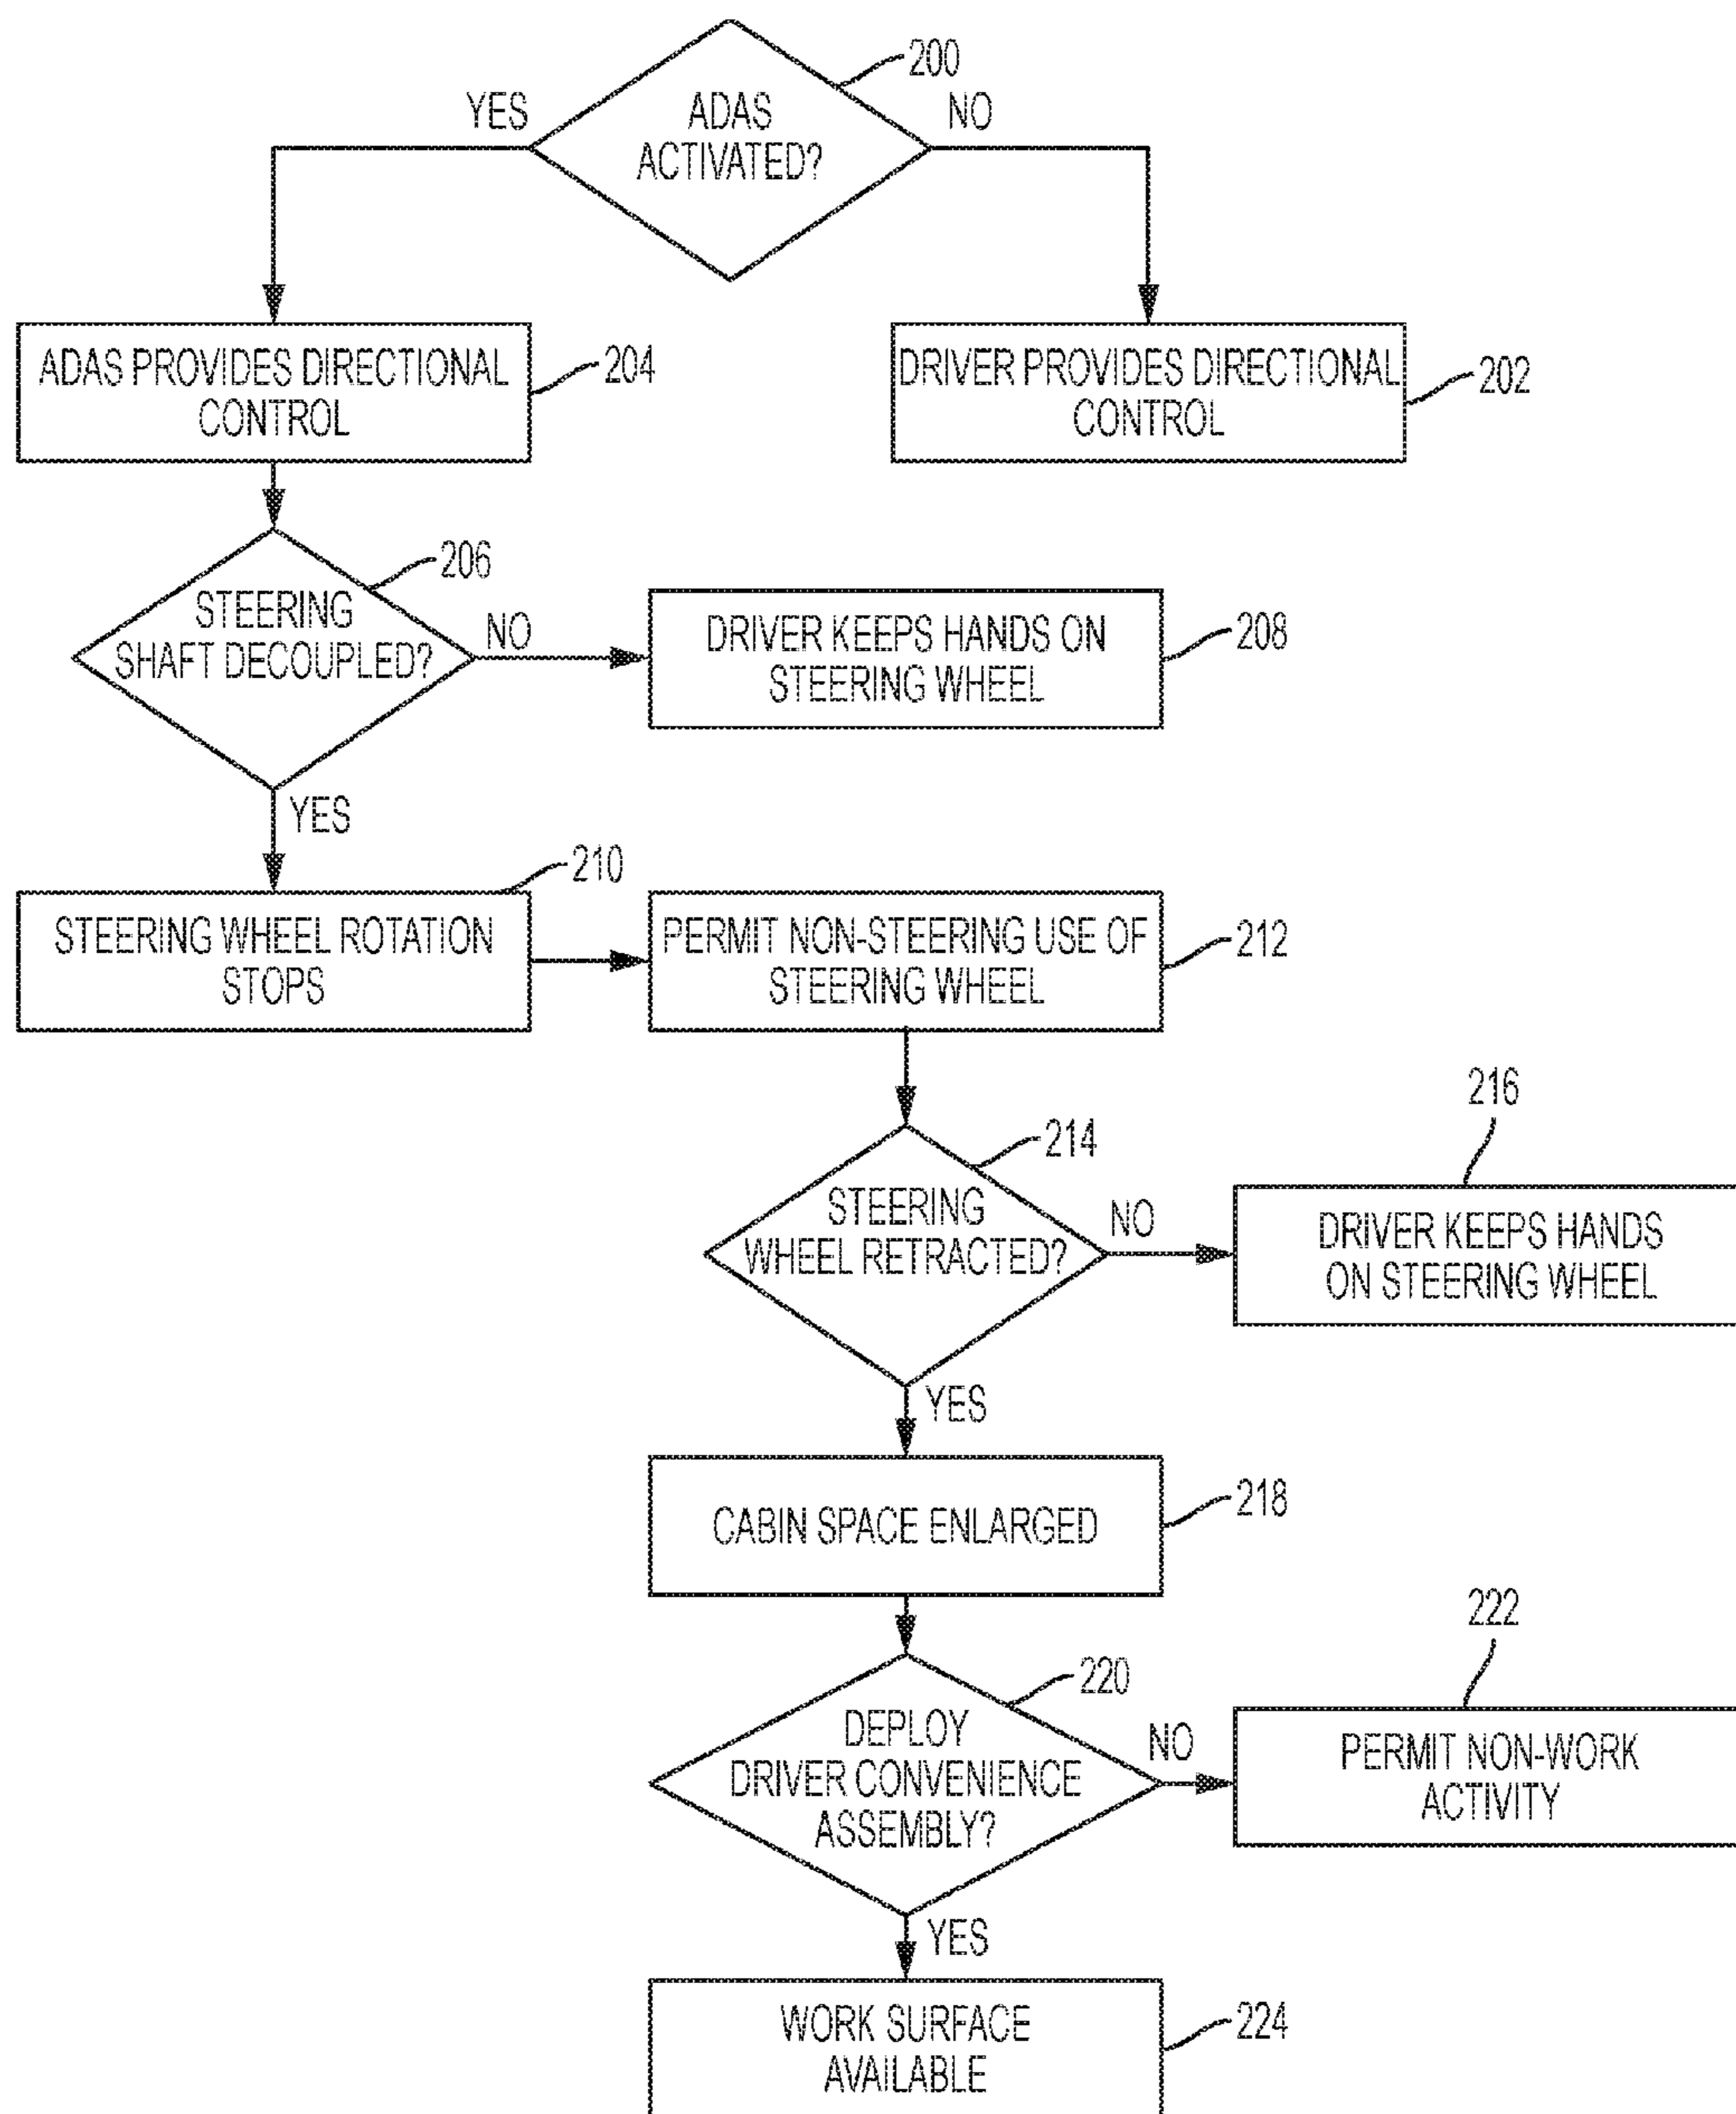 200
YES
NO
ADAS
ACTIVATED?
ADAS PROVIDES DIRECTIONAL
CONTROL
204
DRIVER PROVIDES DIRECTIONAL
CONTROL
202
206
STEERING
SHAFT DECOUPLED?
NO
DRIVER KEEPS HANDS ON
STEERING WHEEL
208
YES
210
STEERING WHEEL ROTATION
STOPS
PERMIT NON-STEERING USE OF
STEERING WHEEL
212
214
STEERING
WHEEL RETRACTED?
NO
216
DRIVER KEEPS HANDS
ON STEERING WHEEL
YES
CABIN SPACE ENLARGED
218
220
DEPLOY
DRIVER CONVENIENCE
ASSEMBLY?
NO
222
PERMIT NON-WORK
ACTIVITY
YES
WORK SURFACE
AVAILABLE
224